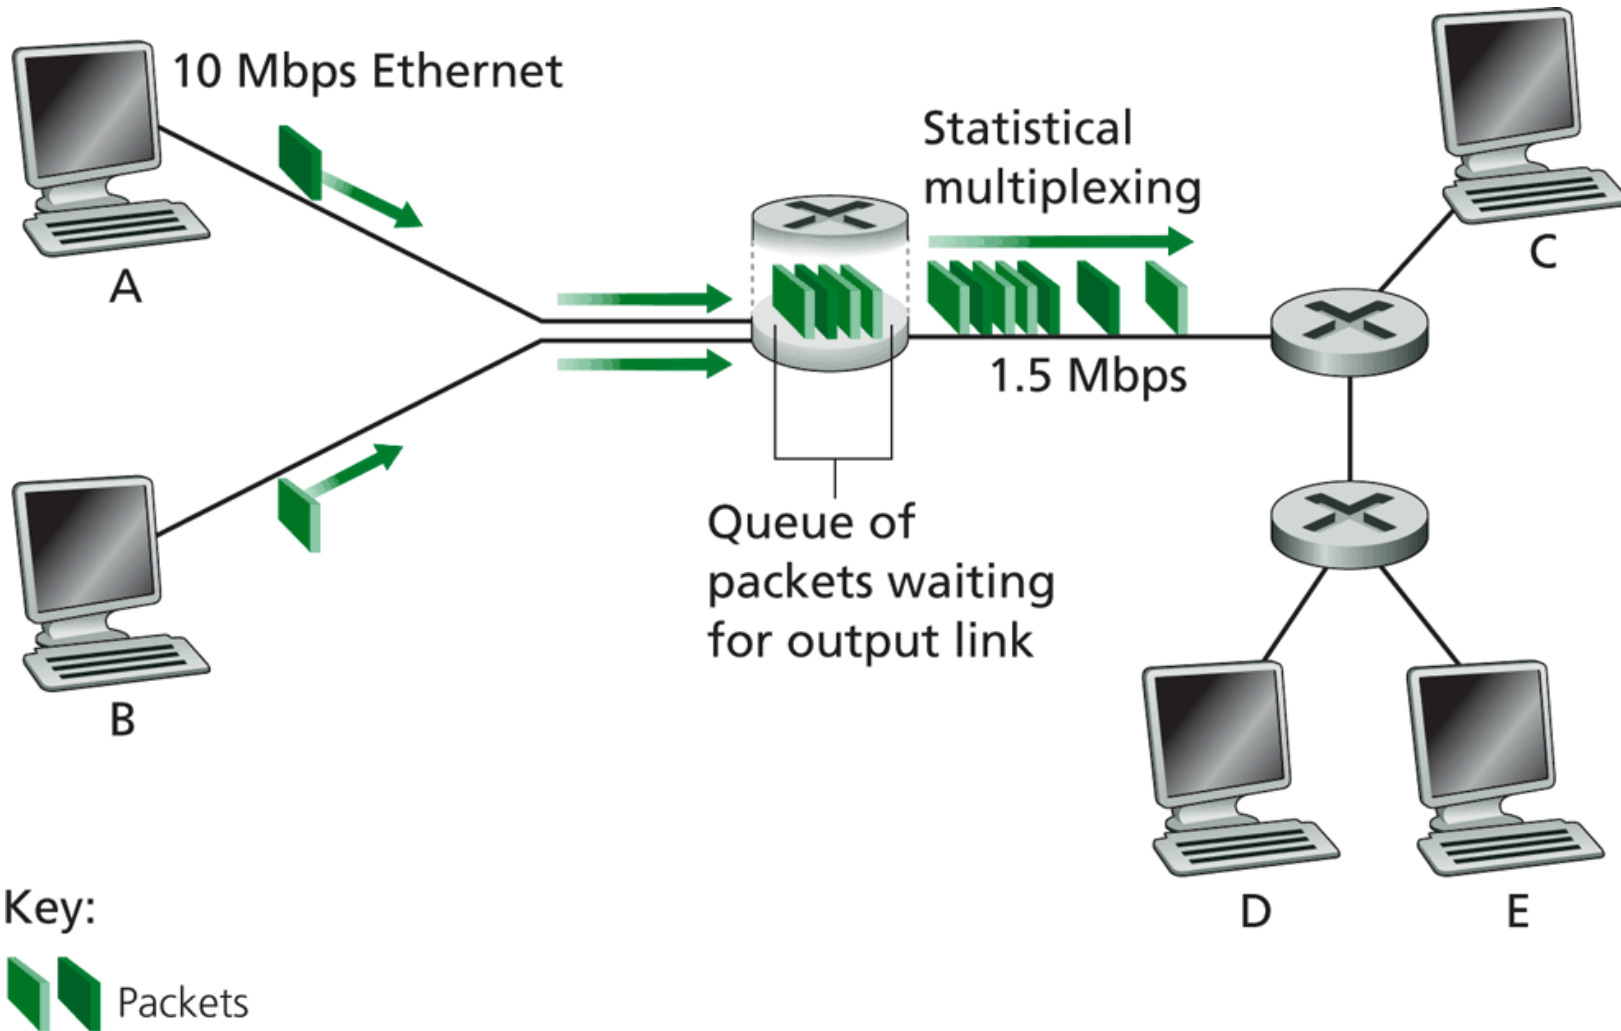 10 Mbps Ethernet
A
Statistical
multiplexing
C
1.5 Mbps
Queue of
packets waiting
for output link
B
D
E
Key:
Packets